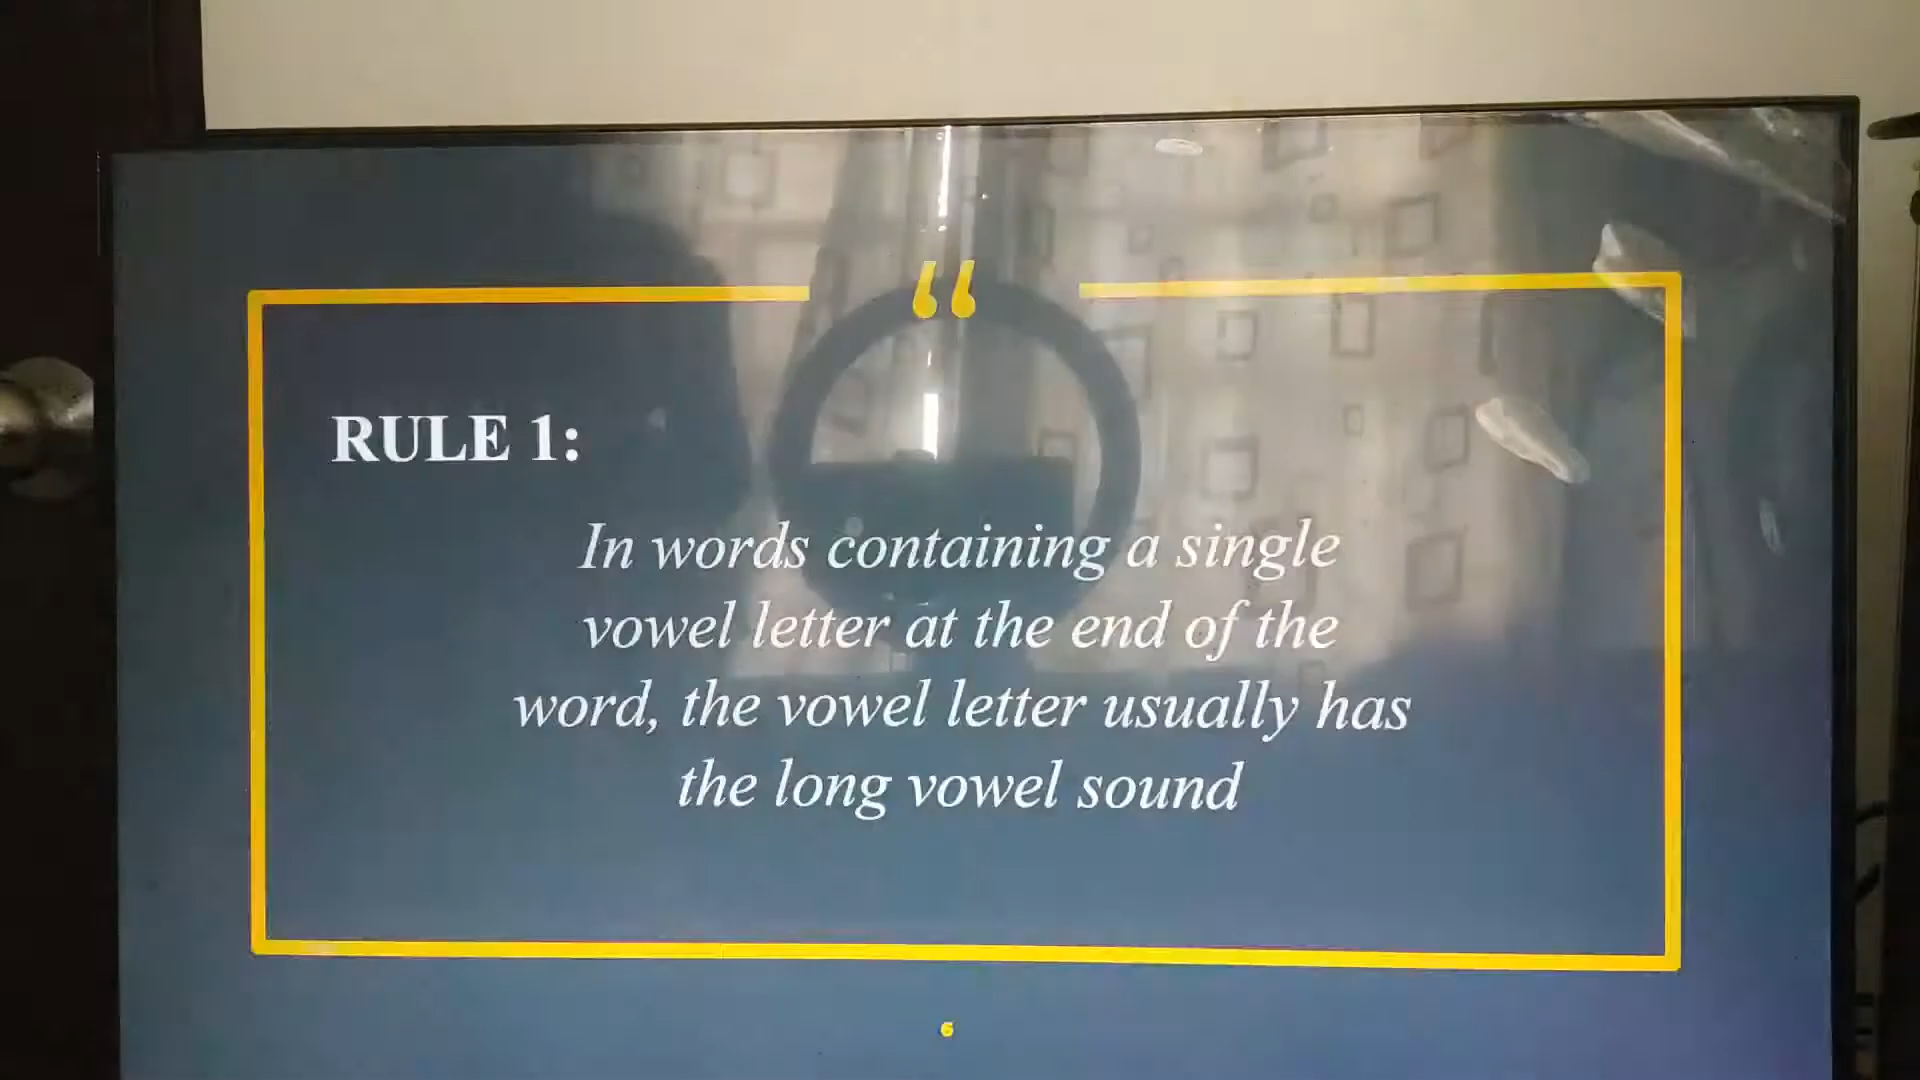 “
RULE 1:
In words containing a single
vowel letter at the end of the
word, the vowel letter usually has
the long vowel sound
6